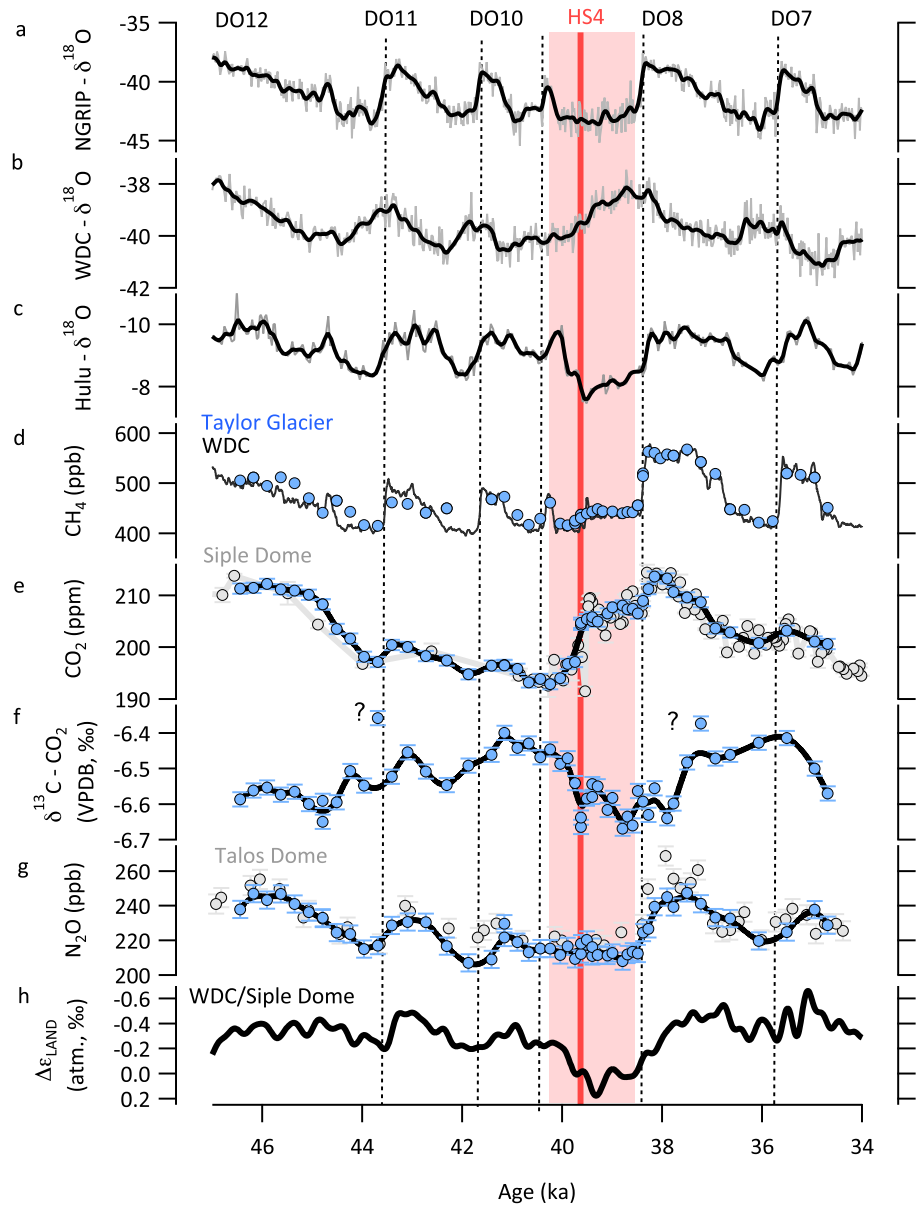 DO12 DO11 DO10 HS4 DO8 DO7
a
-35
-40
-45
NGRIP - δ18O
b
-38
-40
-42
WDC - δ18O
c
-10
-8
Hulu - δ18O
Taylor Glacier
WDC
d
600
500
400
CH4 (ppb)
Siple Dome
e
210
200
190
CO2 (ppm)
f
? ?
-6.4
-6.5
-6.6
-6.7
δ13C - CO2
(VPDB, ‰)
Talos Dome
g
260
240
220
200
N2O (ppb)
WDC/Siple Dome
h
-0.6
-0.4
-0.2
0.0
0.2
ΔεLAND
(atm., ‰)
46 44 42 40 38 36 34
Age (ka)